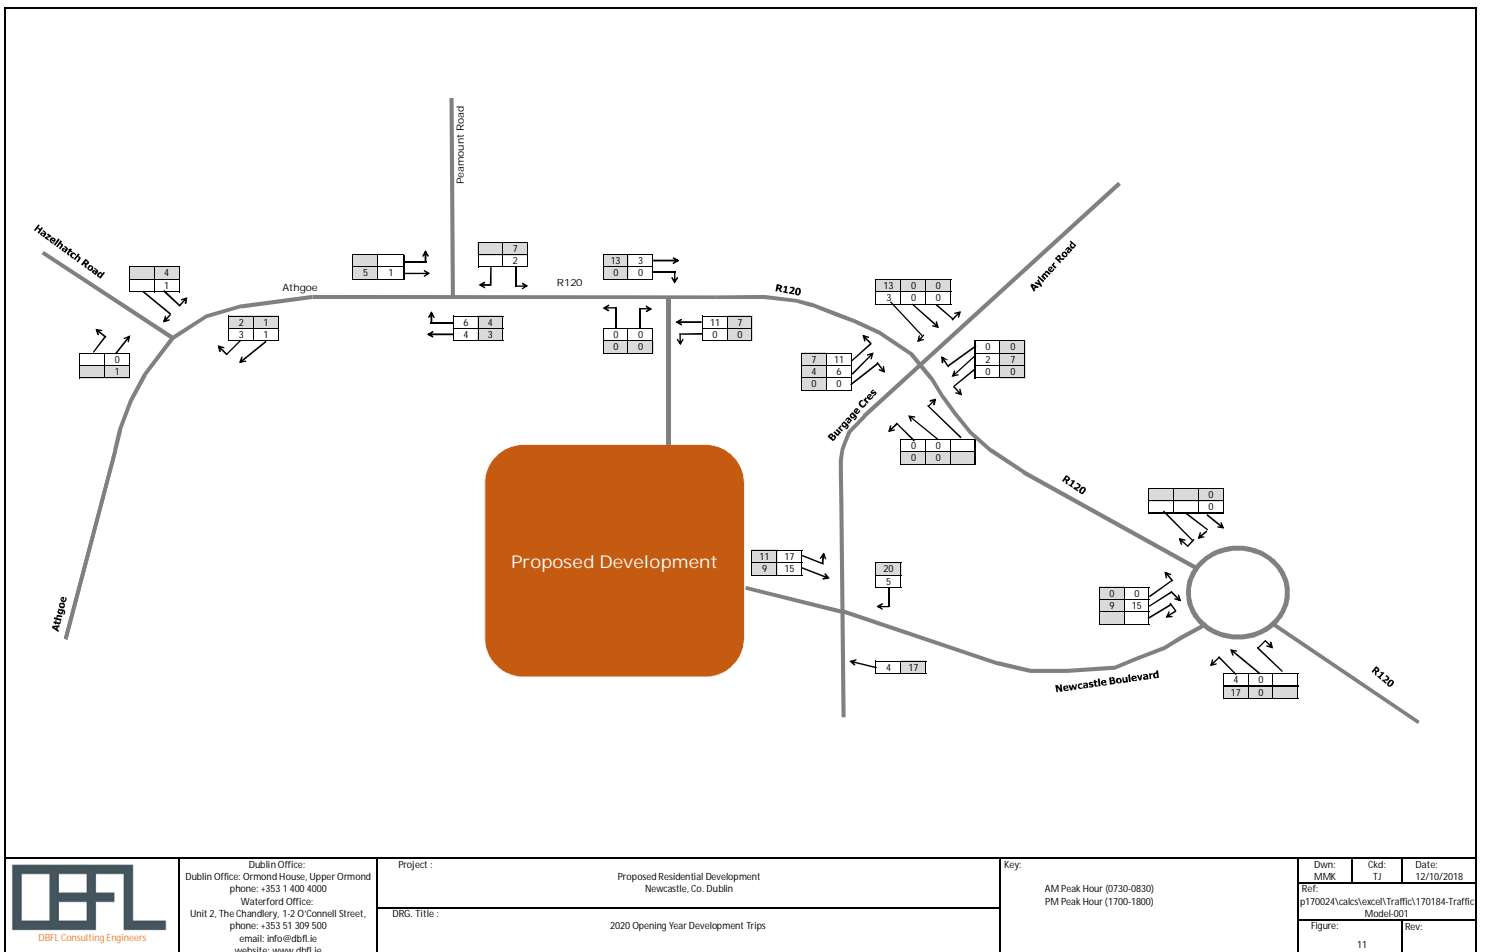 Peamount Road
Hazelhatch Road
4
1
5 1
7
2
13 3
0 0
Athgoe
R120
R120
Aylmer Road
13 0 0
3 0 0
2 1
3 1
6 4
4 3
0 0
0 0
11 7
0 0
0
1
7 11
4 6
0 0
0 0
2 7
0 0
Burgage Cres
0 0
0 0
R120
0
0
Proposed Development
11 17
9 15
20
5
0 0
9 15
Athgoe
4 17
Newcastle Boulevard
4 0
17 0
R120
DBFL
DBFL Consulting Engineers
Dublin Office:
Dublin Office: Ormond House, Upper Ormond
phone: +353 1 400 4000
Waterford Office:
Unit 2, The Chandlery, 1-2 O'Connell Street,
phone: +353 51 309 500
email: info@dbfl.ie
website: www.dbfl.ie
Project :
Proposed Residential Development
Newcastle, Co. Dublin
DRG. Title :
2020 Opening Year Development Trips
Key:
AM Peak Hour (0730-0830)
PM Peak Hour (1700-1800)
Dwn: Ckd: Date:
MMK TJ 12/10/2018
Ref:
p170024\calcs\excel\Traffic\170184-Traffic
Model-001
Figure: Rev:
11